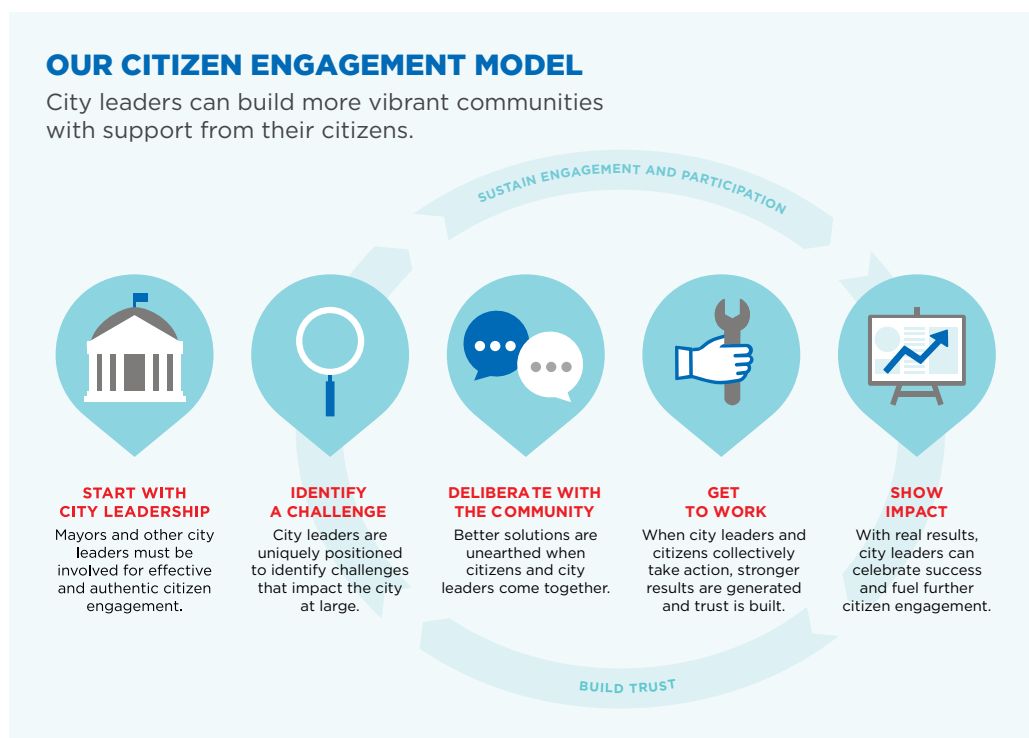 OUR CITIZEN ENGAGEMENT MODEL
City leaders can build more vibrant communities
with support from their citizens.
SUSTAIN ENGAGEMENT AND PARTICIPATION
START WITH
CITY LEADERSHIP
Mayors and other city
leaders must be
involved for effective
and authentic citizen
engagement.
IDENTIFY
A CHALLENGE
City leaders are
uniquely positioned
to identify challenges
that impact the city
at large.
DELIBERATE WITH
THE COMMUNITY
Better solutions are
unearthed when
citizens and city
leaders come together.
GET
TO WORK
When city leaders and
citizens collectively
take action, stronger
results are generated
and trust is built.
SHOW
IMPACT
With real results,
city leaders can
celebrate success
and fuel further
citizen engagement.
BUILD TRUST